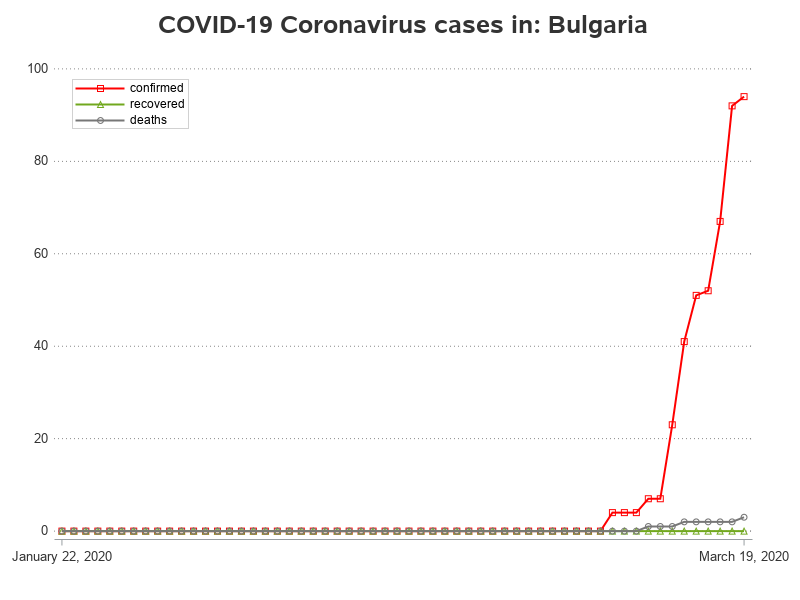 COVID-19 Coronavirus cases in: Bulgaria
100
confirmed
recovered
deaths
80
60
40
20
0
January 22, 2020
March 19, 2020